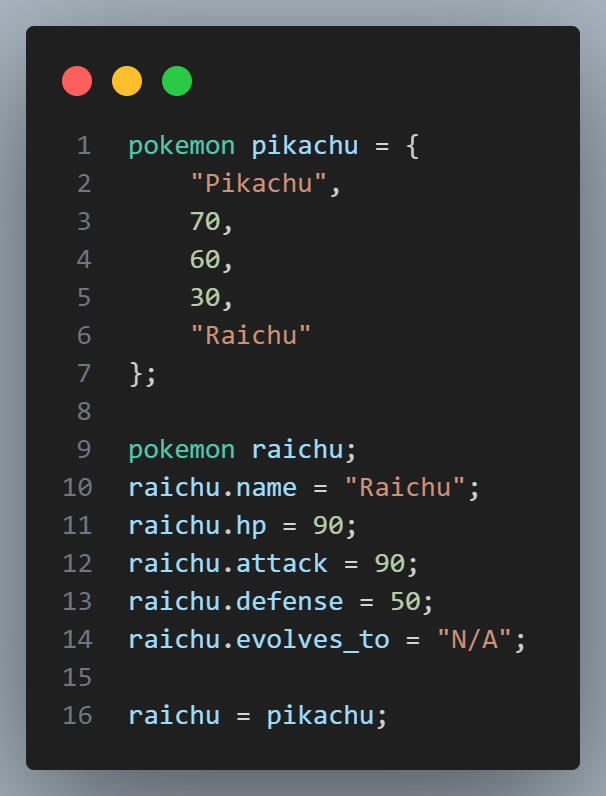 1 pokemon pikachu = {
2     "Pikachu",
3     70,
4     60,
5     30,
6     "Raichu"
7 };
8
9 pokemon raichu;
10 raichu.name = "Raichu";
11 raichu.hp = 90;
12 raichu.attack = 90;
13 raichu.defense = 50;
14 raichu.evolves_to = "N/A";
15
16 raichu = pikachu;